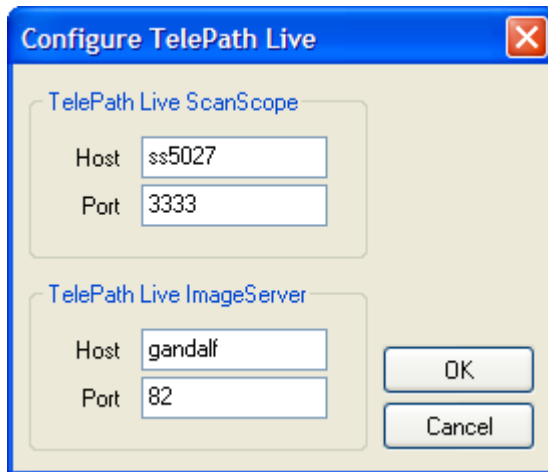 Configure TelePath Live
TelePath Live ScanScope
Host ss5027
Port 3333
TelePath Live ImageServer
Host gandalf
Port 82
OK
Cancel